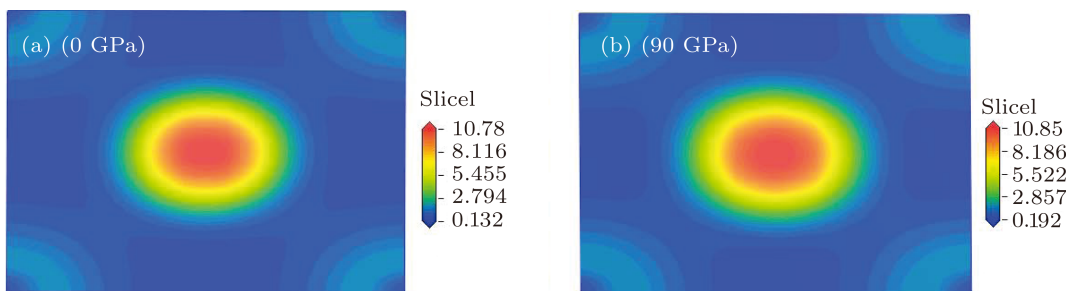 (a) (0 GPa)
Slicel
10.78
8.116
5.455
2.794
0.132
(b) (90 GPa)
Slicel
10.85
8.186
5.522
2.857
0.192